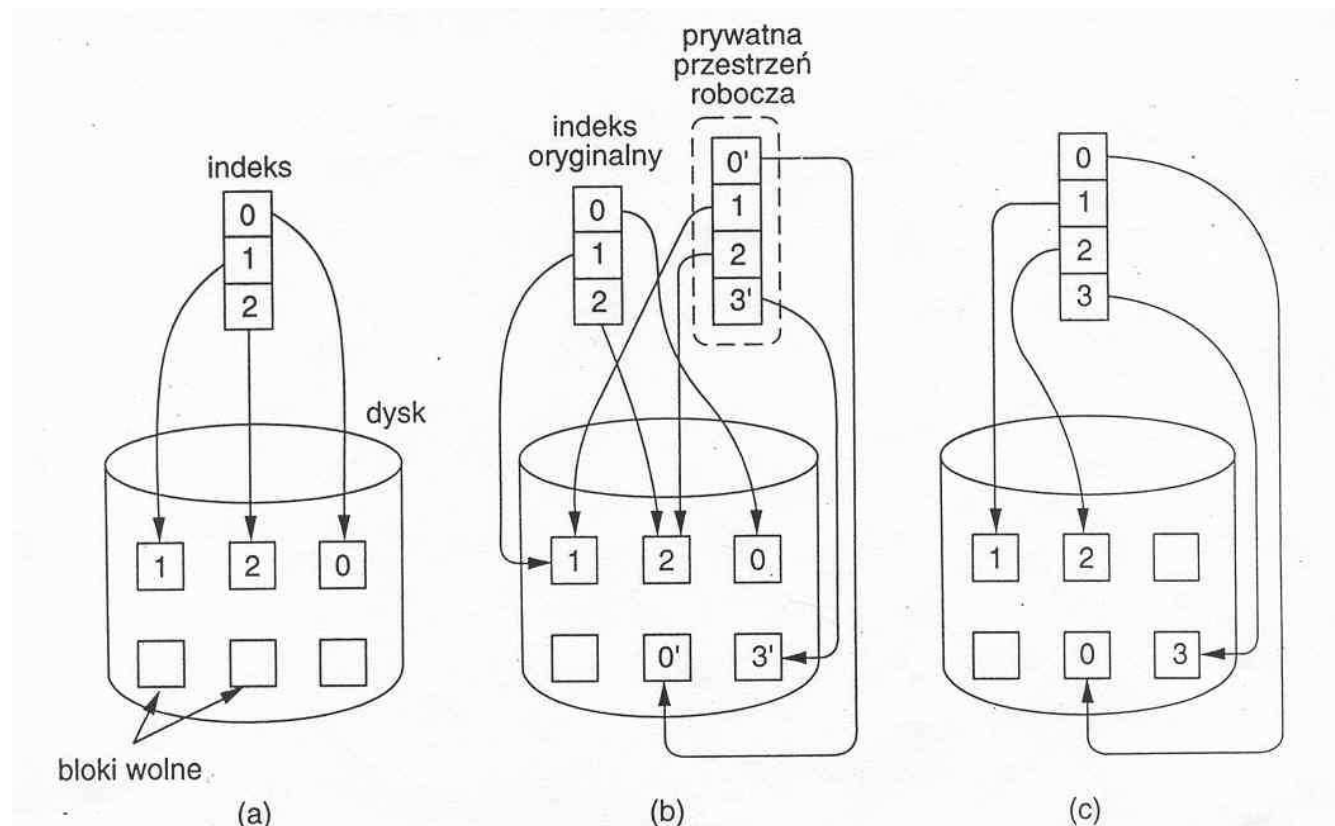 indeks
0
1
2
dysk
1
2
0
bloki wolne
(a)
indeks
oryginalny
0
1
2
prywatna
przestrzeń
robocza
0'
1
2
3'
1
2
0
0'
3'
(b)
0
1
2
3
1
2
0
3
(c)